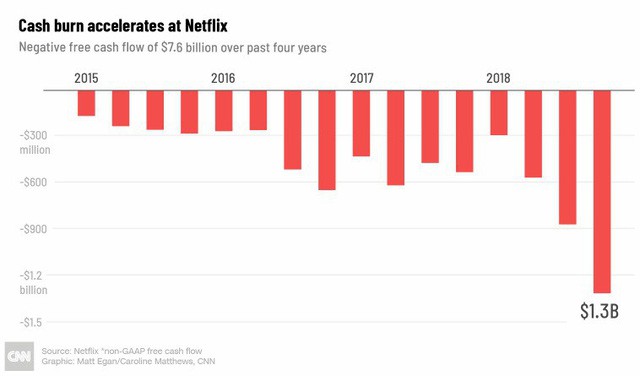 Cash burn accelerates at Netflix
Negative free cash flow of $7.6 billion over past four years
2015 2016 2017 2018
-$300
million
-$600
-$900
-$1.2
billion
$1.3B
-$1.5
CNN
Source: Netflix *non-GAAP free cash flow
Graphic: Matt Egan/Caroline Matthews, CNN